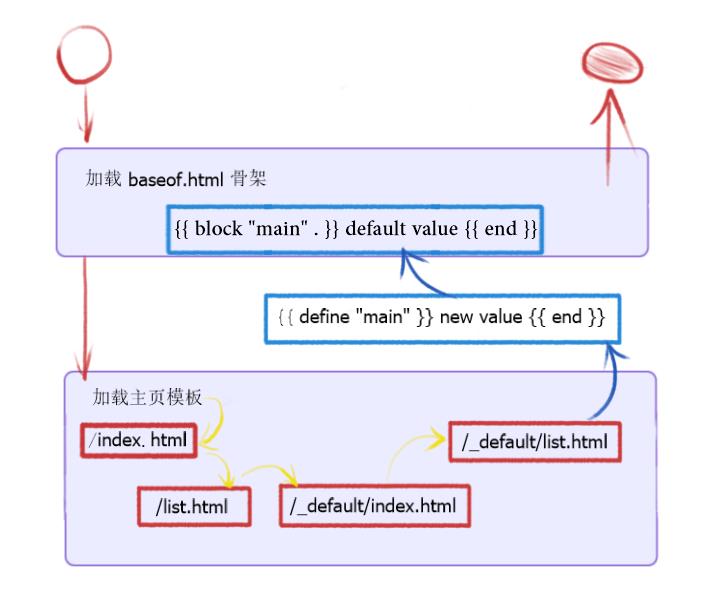 加载 baseof.html 骨架
{{ block "main" . }} default value {{ end }}
{{ define "main" }} new value {{ end }}
加载主页模板
/index. html
/_default/list.html
/list.html
/_default/index.html